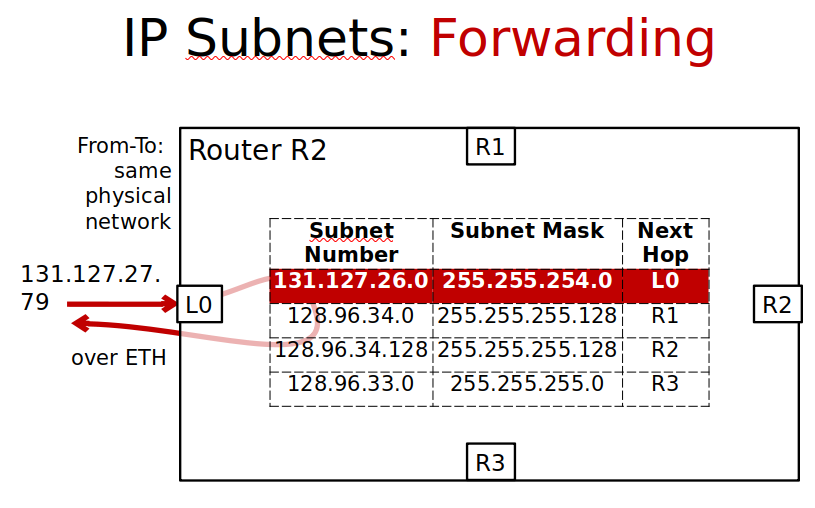 IP Subnets: Forwarding
From-To:
same
physical
network
Router R2
R1
131.127.27.
79
over ETH
L0
Subnet Number Subnet Mask Next Hop
131.127.26.0 255.255.254.0 L0
128.96.34.0 255.255.255.128 R1
128.96.34.128 255.255.255.128 R2
128.96.33.0 255.255.255.0 R3
R2
R3